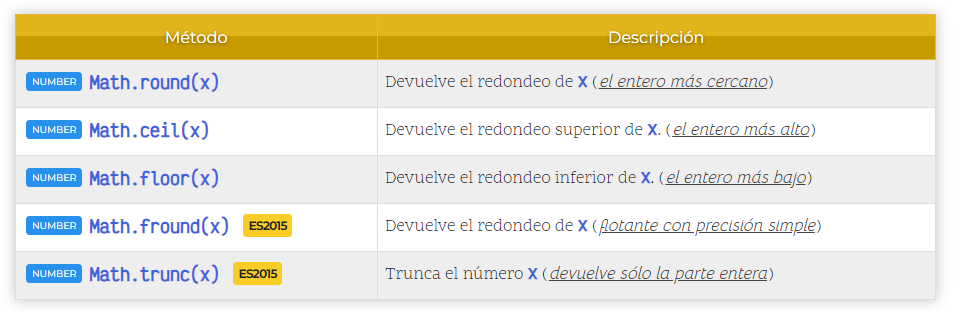 Método Descripción
NUMBER Math.round(x) Devuelve el redondeo de x (el entero más cercano)
NUMBER Math.ceil(x) Devuelve el redondeo superior de x. (el entero más alto)
NUMBER Math.floor(x) Devuelve el redondeo inferior de x. (el entero más bajo)
NUMBER Math.fround(x) ES2015 Devuelve el redondeo de x (flotante con precisión simple)
NUMBER Math.trunc(x) ES2015 Trunca el número x (devuelve sólo la parte entera)